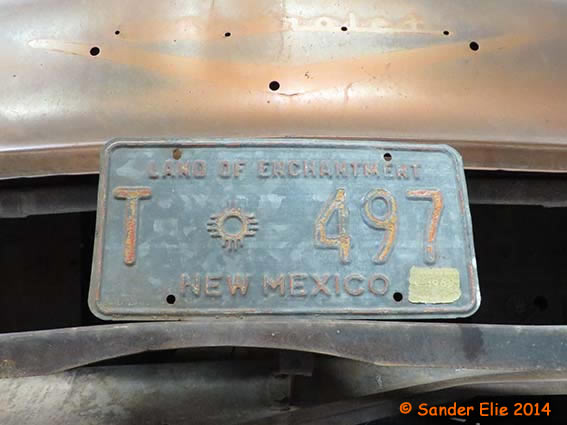 LAND OF ENCHANTMENT
T 497
NEW MEXICO
© Sander Elie 2014